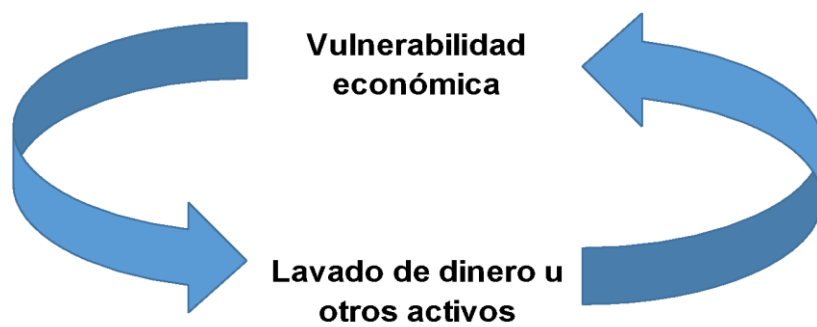 Vulnerabilidad
económica
Lavado de dinero u
otros activos